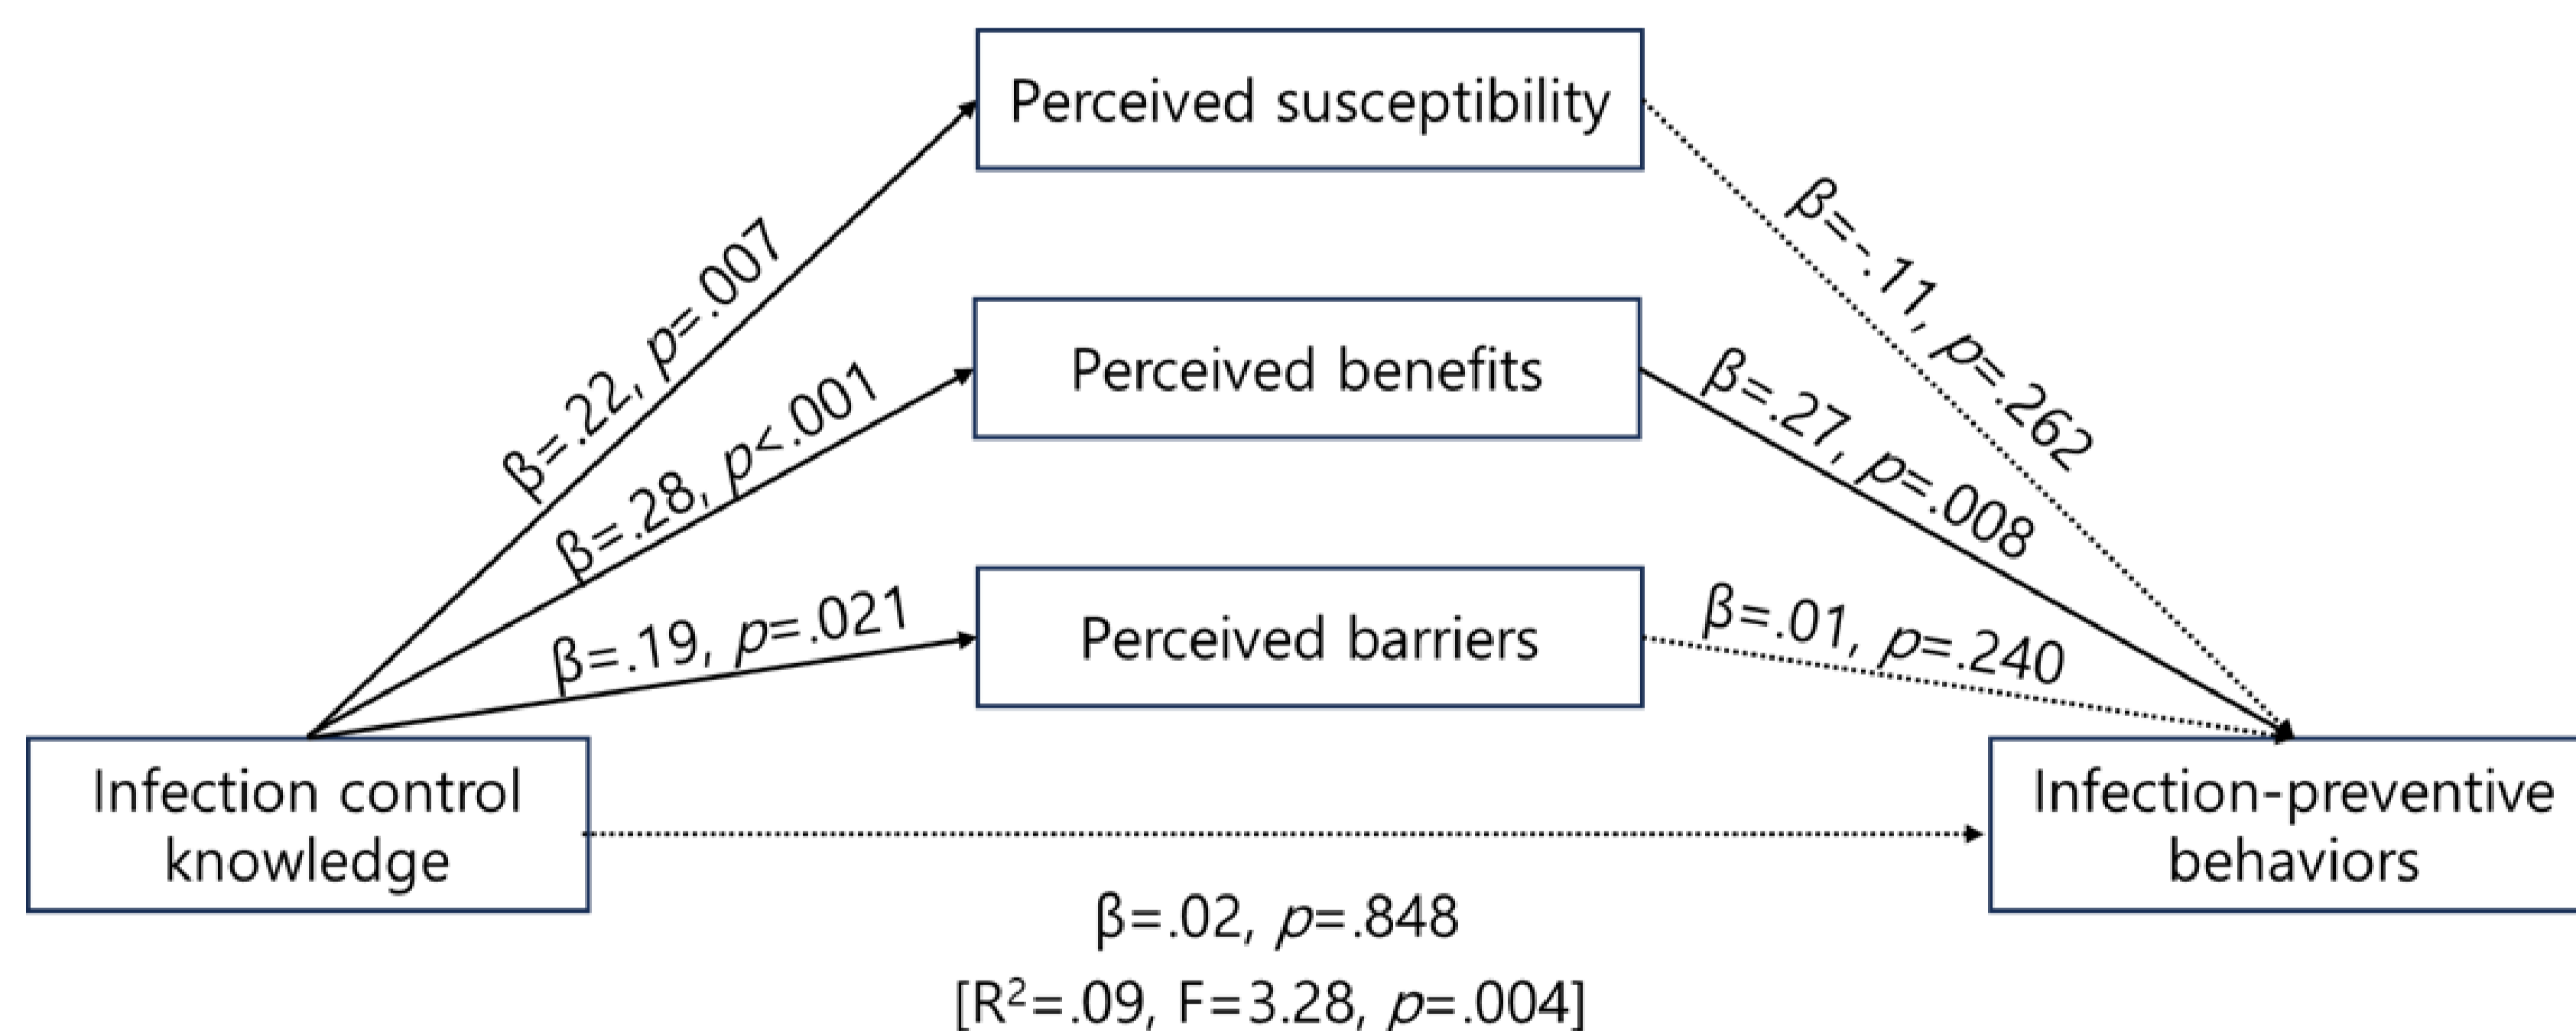 Perceived susceptibility
β=.22, p=.007
β=-.11, p=.262
Perceived benefits
β=.28, p<.001
β=.27, p=.008
Perceived barriers
β=.19, p=.021
β=.01, p=.240
Infection control
knowledge
Infection-preventive
behaviors
β=.02, p=.848
[R²=.09, F=3.28, p=.004]